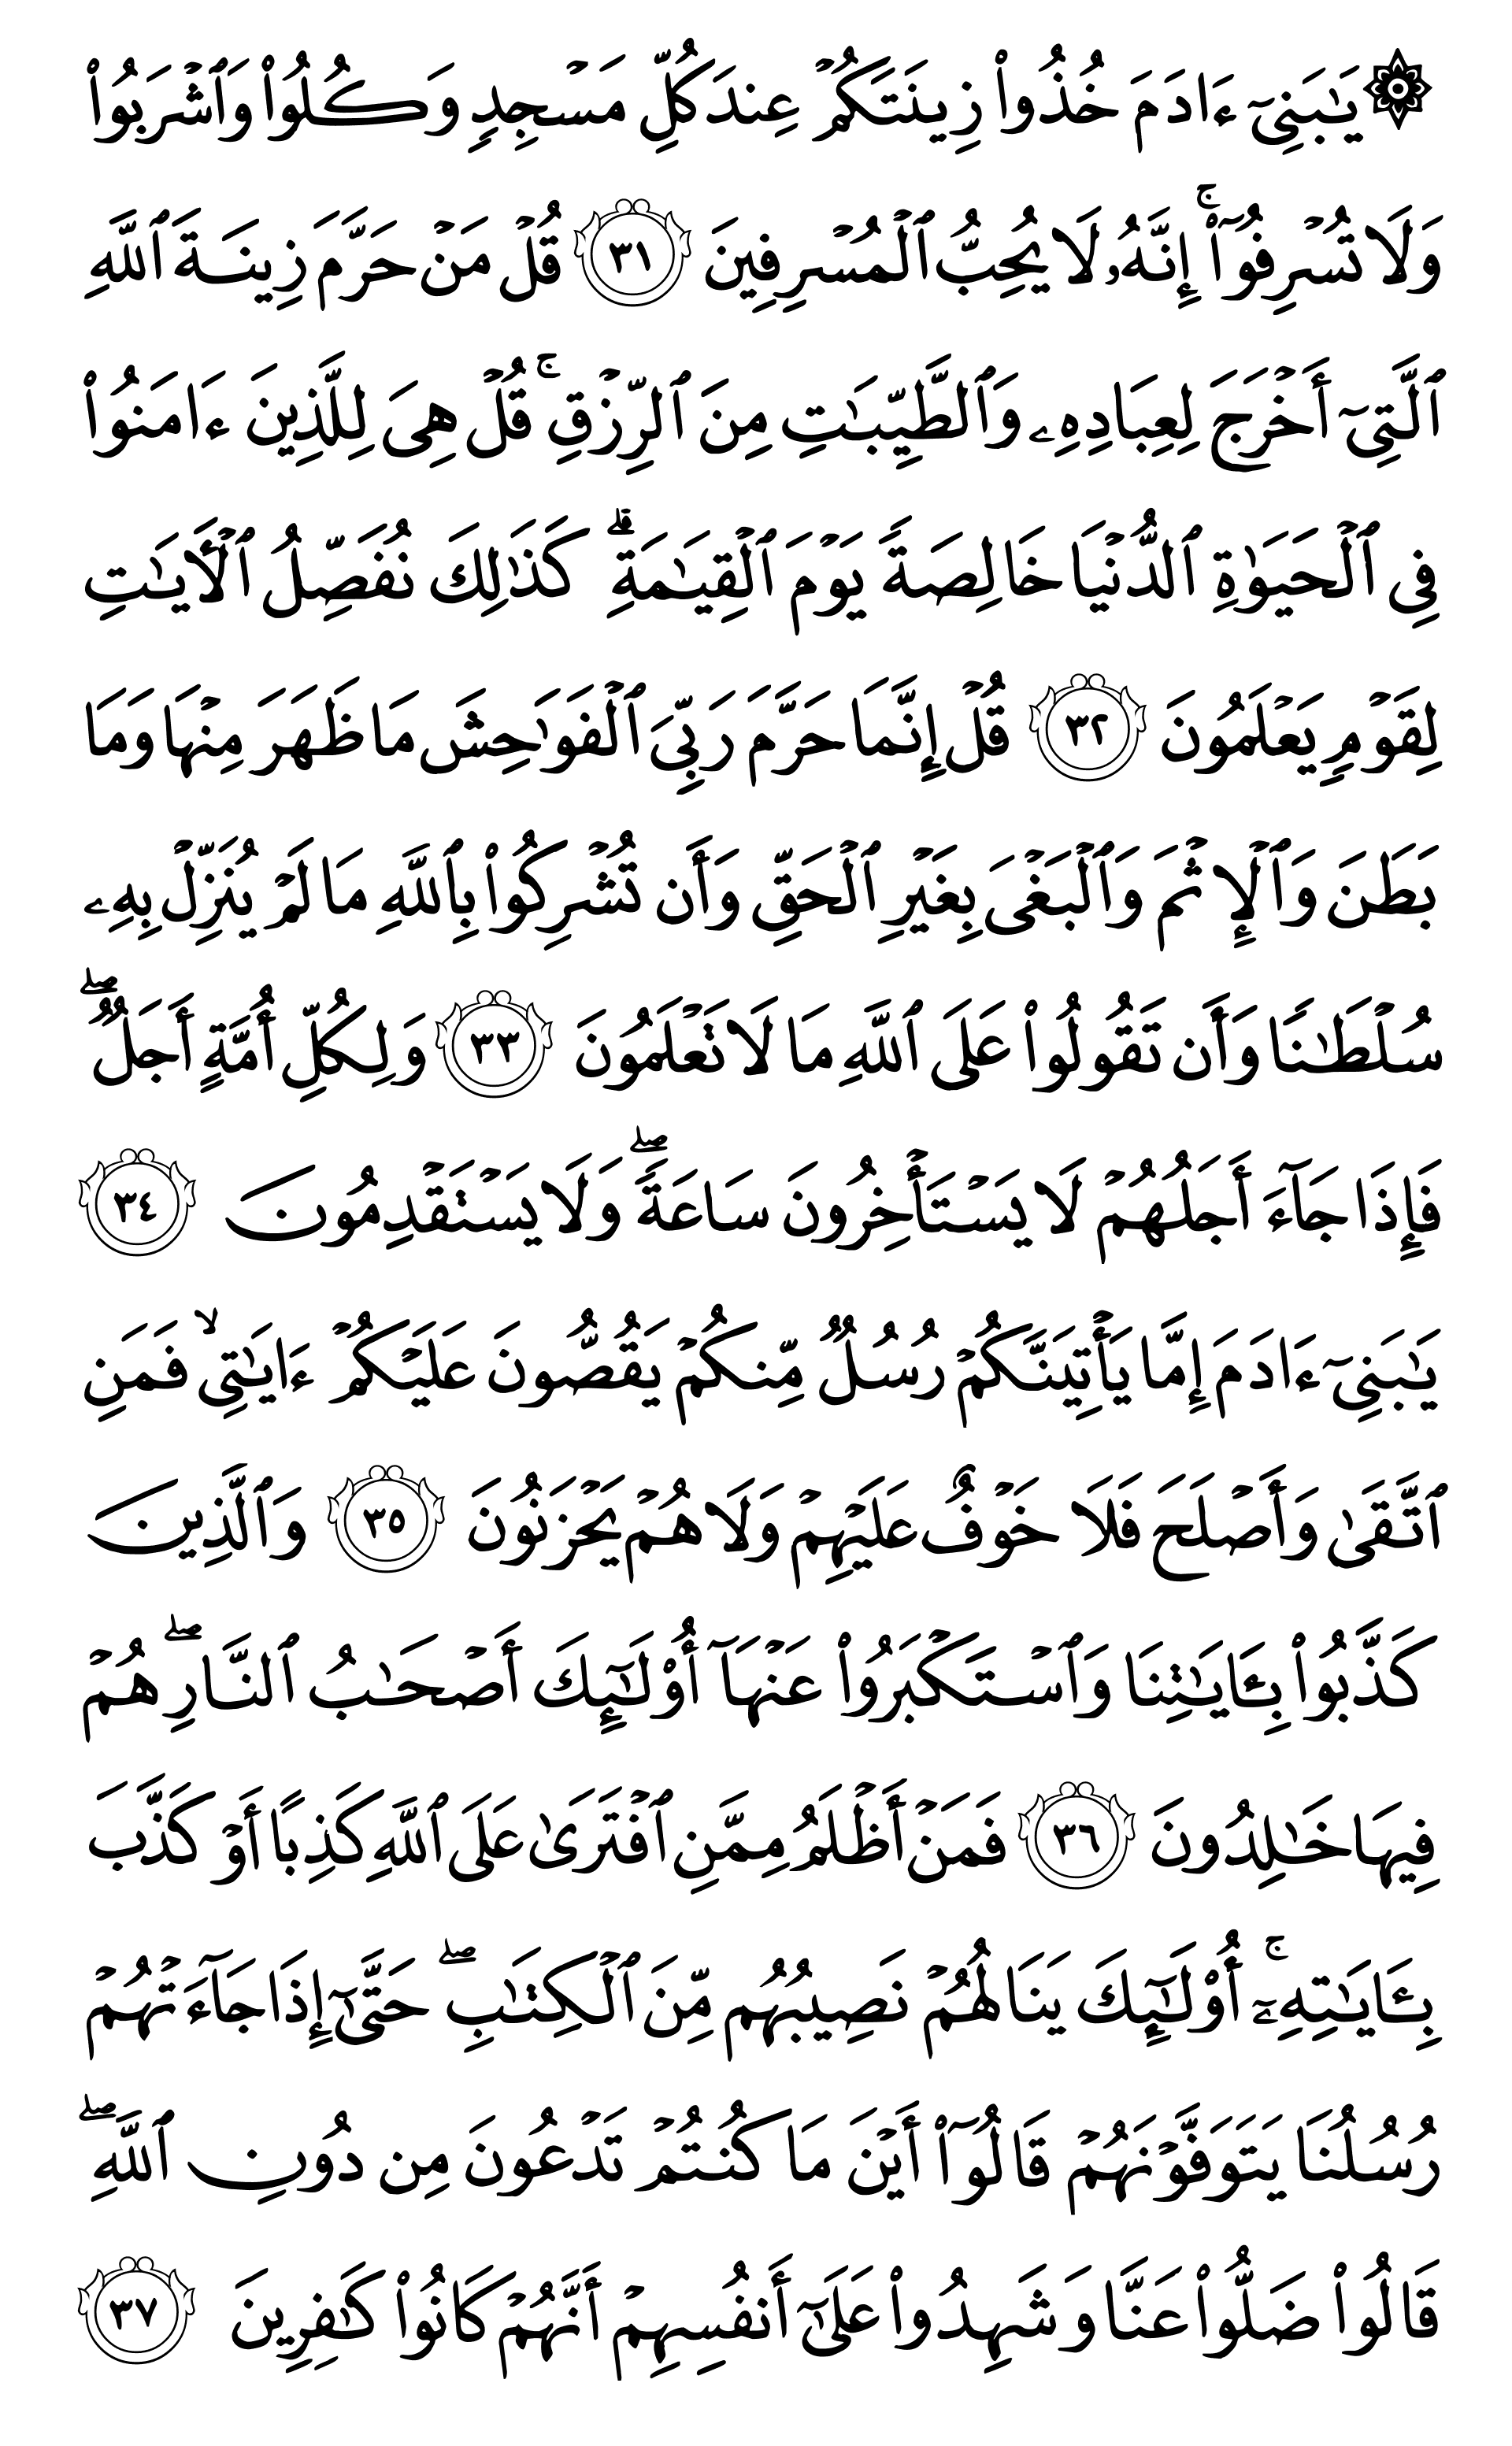 ۞ يَٰبَنِيٓ ءَادَمَ خُذُوا۟ زِينَتَكُمْ عِندَ كُلِّ مَسْجِدٍ وَكُلُوا۟ وَٱشْرَبُوا۟
وَلَا تُسْرِفُوٓا۟ ۚ إِنَّهُۥ لَا يُحِبُّ ٱلْمُسْرِفِينَ ٣١ قُلْ مَنْ حَرَّمَ زِينَةَ ٱللَّهِ
ٱلَّتِىٓ أَخْرَجَ لِعِبَادِهِۦ وَٱلطَّيِّبَٰتِ مِنَ ٱلرِّزْقِ ۚ قُلْ هِىَ لِلَّذِينَ ءَامَنُوا۟
فِى ٱلْحَيَوٰةِ ٱلدُّنْيَا خَالِصَةً يَوْمَ ٱلْقِيَٰمَةِ ۗ كَذَٰلِكَ نُفَصِّلُ ٱلْأَيَٰتِ
لِقَوْمٍ يَعْلَمُونَ ٣٢ قُلْ إِنَّمَا حَرَّمَ رَبِّىَ ٱلْفَوَٰحِشَ مَا ظَهَرَ مِنْهَا وَمَا
بَطَنَ وَٱلْإِثْمَ وَٱلْبَغْىَ بِغَيْرِ ٱلْحَقِّ وَأَن تُشْرِكُوا۟ بِٱللَّهِ مَا لَمْ يُنَزِّلْ بِهِۦ
سُلْطَٰنًا وَأَن تَقُولُوا۟ عَلَى ٱللَّهِ مَا لَا تَعْلَمُونَ ٣٣ وَلِكُلِّ أُمَّةٍ أَجَلٌ ۖ
فَإِذَا جَآءَ أَجَلُهُمْ لَا يَسْتَأْخِرُونَ سَاعَةً ۖ وَلَا يَسْتَقْدِمُونَ ٣٤
يَٰبَنِىٓ ءَادَمَ إِمَّا يَأْتِيَنَّكُمْ رُسُلٌ مِّنكُمْ يَقُصُّونَ عَلَيْكُمْ ءَايَٰتِى ۙ فَمَنِ
ٱتَّقَىٰ وَأَصْلَحَ فَلَا خَوْفٌ عَلَيْهِمْ وَلَا هُمْ يَحْزَنُونَ ٣٥ وَٱلَّذِينَ
كَذَّبُوا۟ بِـَٔايَٰتِنَا وَٱسْتَكْبَرُوا۟ عَنْهَآ أُو۟لَٰٓئِكَ أَصْحَٰبُ ٱلنَّارِ ۖ هُمْ
فِيهَا خَٰلِدُونَ ٣٦ فَمَنْ أَظْلَمُ مِمَّنِ ٱفْتَرَىٰ عَلَى ٱللَّهِ كَذِبًا أَوْ كَذَّبَ
بِـَٔايَٰتِهِۦٓ ۚ أُو۟لَٰٓئِكَ يَنَالُهُمْ نَصِيبُهُم مِّنَ ٱلْكِتَٰبِ ۖ حَتَّىٰٓ إِذَا جَآءَتْهُمْ
رُسُلُنَا يَتَوَفَّوْنَهُمْ قَالُوٓا۟ أَيْنَ مَا كُنتُمْ تَدْعُونَ مِن دُونِ ٱللَّهِ ۖ
قَالُوا۟ ضَلُّوا۟ عَنَّا وَشَهِدُوا۟ عَلَىٰٓ أَنفُسِهِمْ أَنَّهُمْ كَانُوا۟ كَٰفِرِينَ ٣٧